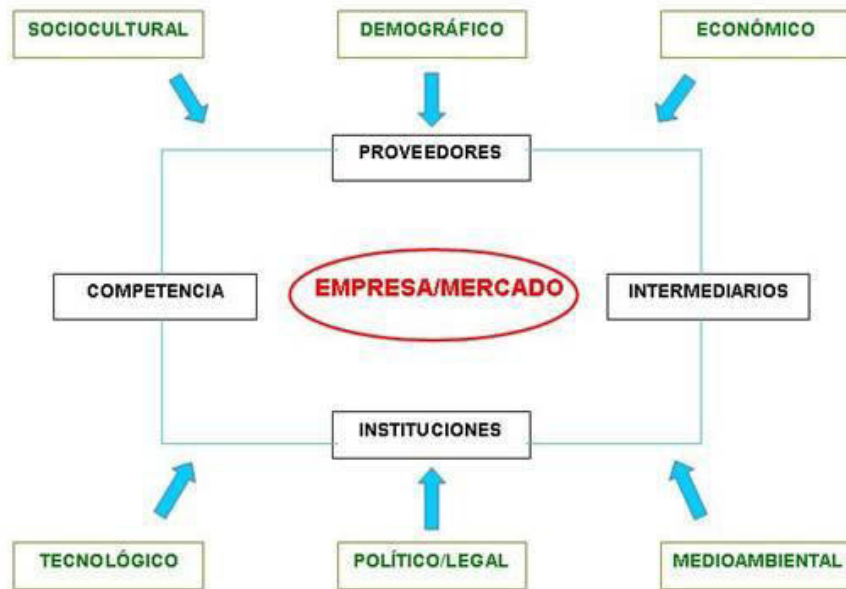 SOCIOCULTURAL
DEMOGRÁFICO
ECONÓMICO
PROVEEDORES
COMPETENCIA
EMPRESA/MERCADO
INTERMEDIARIOS
INSTITUCIONES
TECNOLÓGICO
POLÍTICO/LEGAL
MEDIOAMBIENTAL